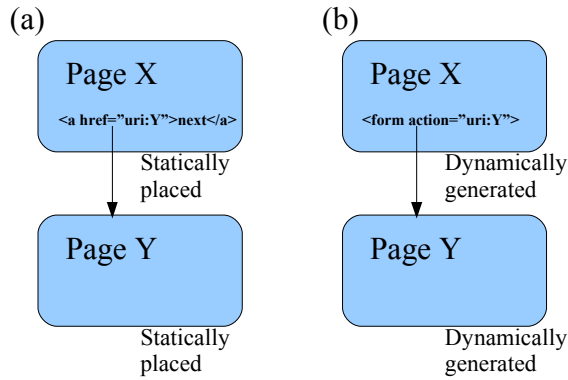 (a)
Page X
<a href=”uri:Y”>next</a>
Statically
placed
Page Y
Statically
placed
(b)
Page X
<form action=”uri:Y”>
Dynamically
generated
Page Y
Dynamically
generated